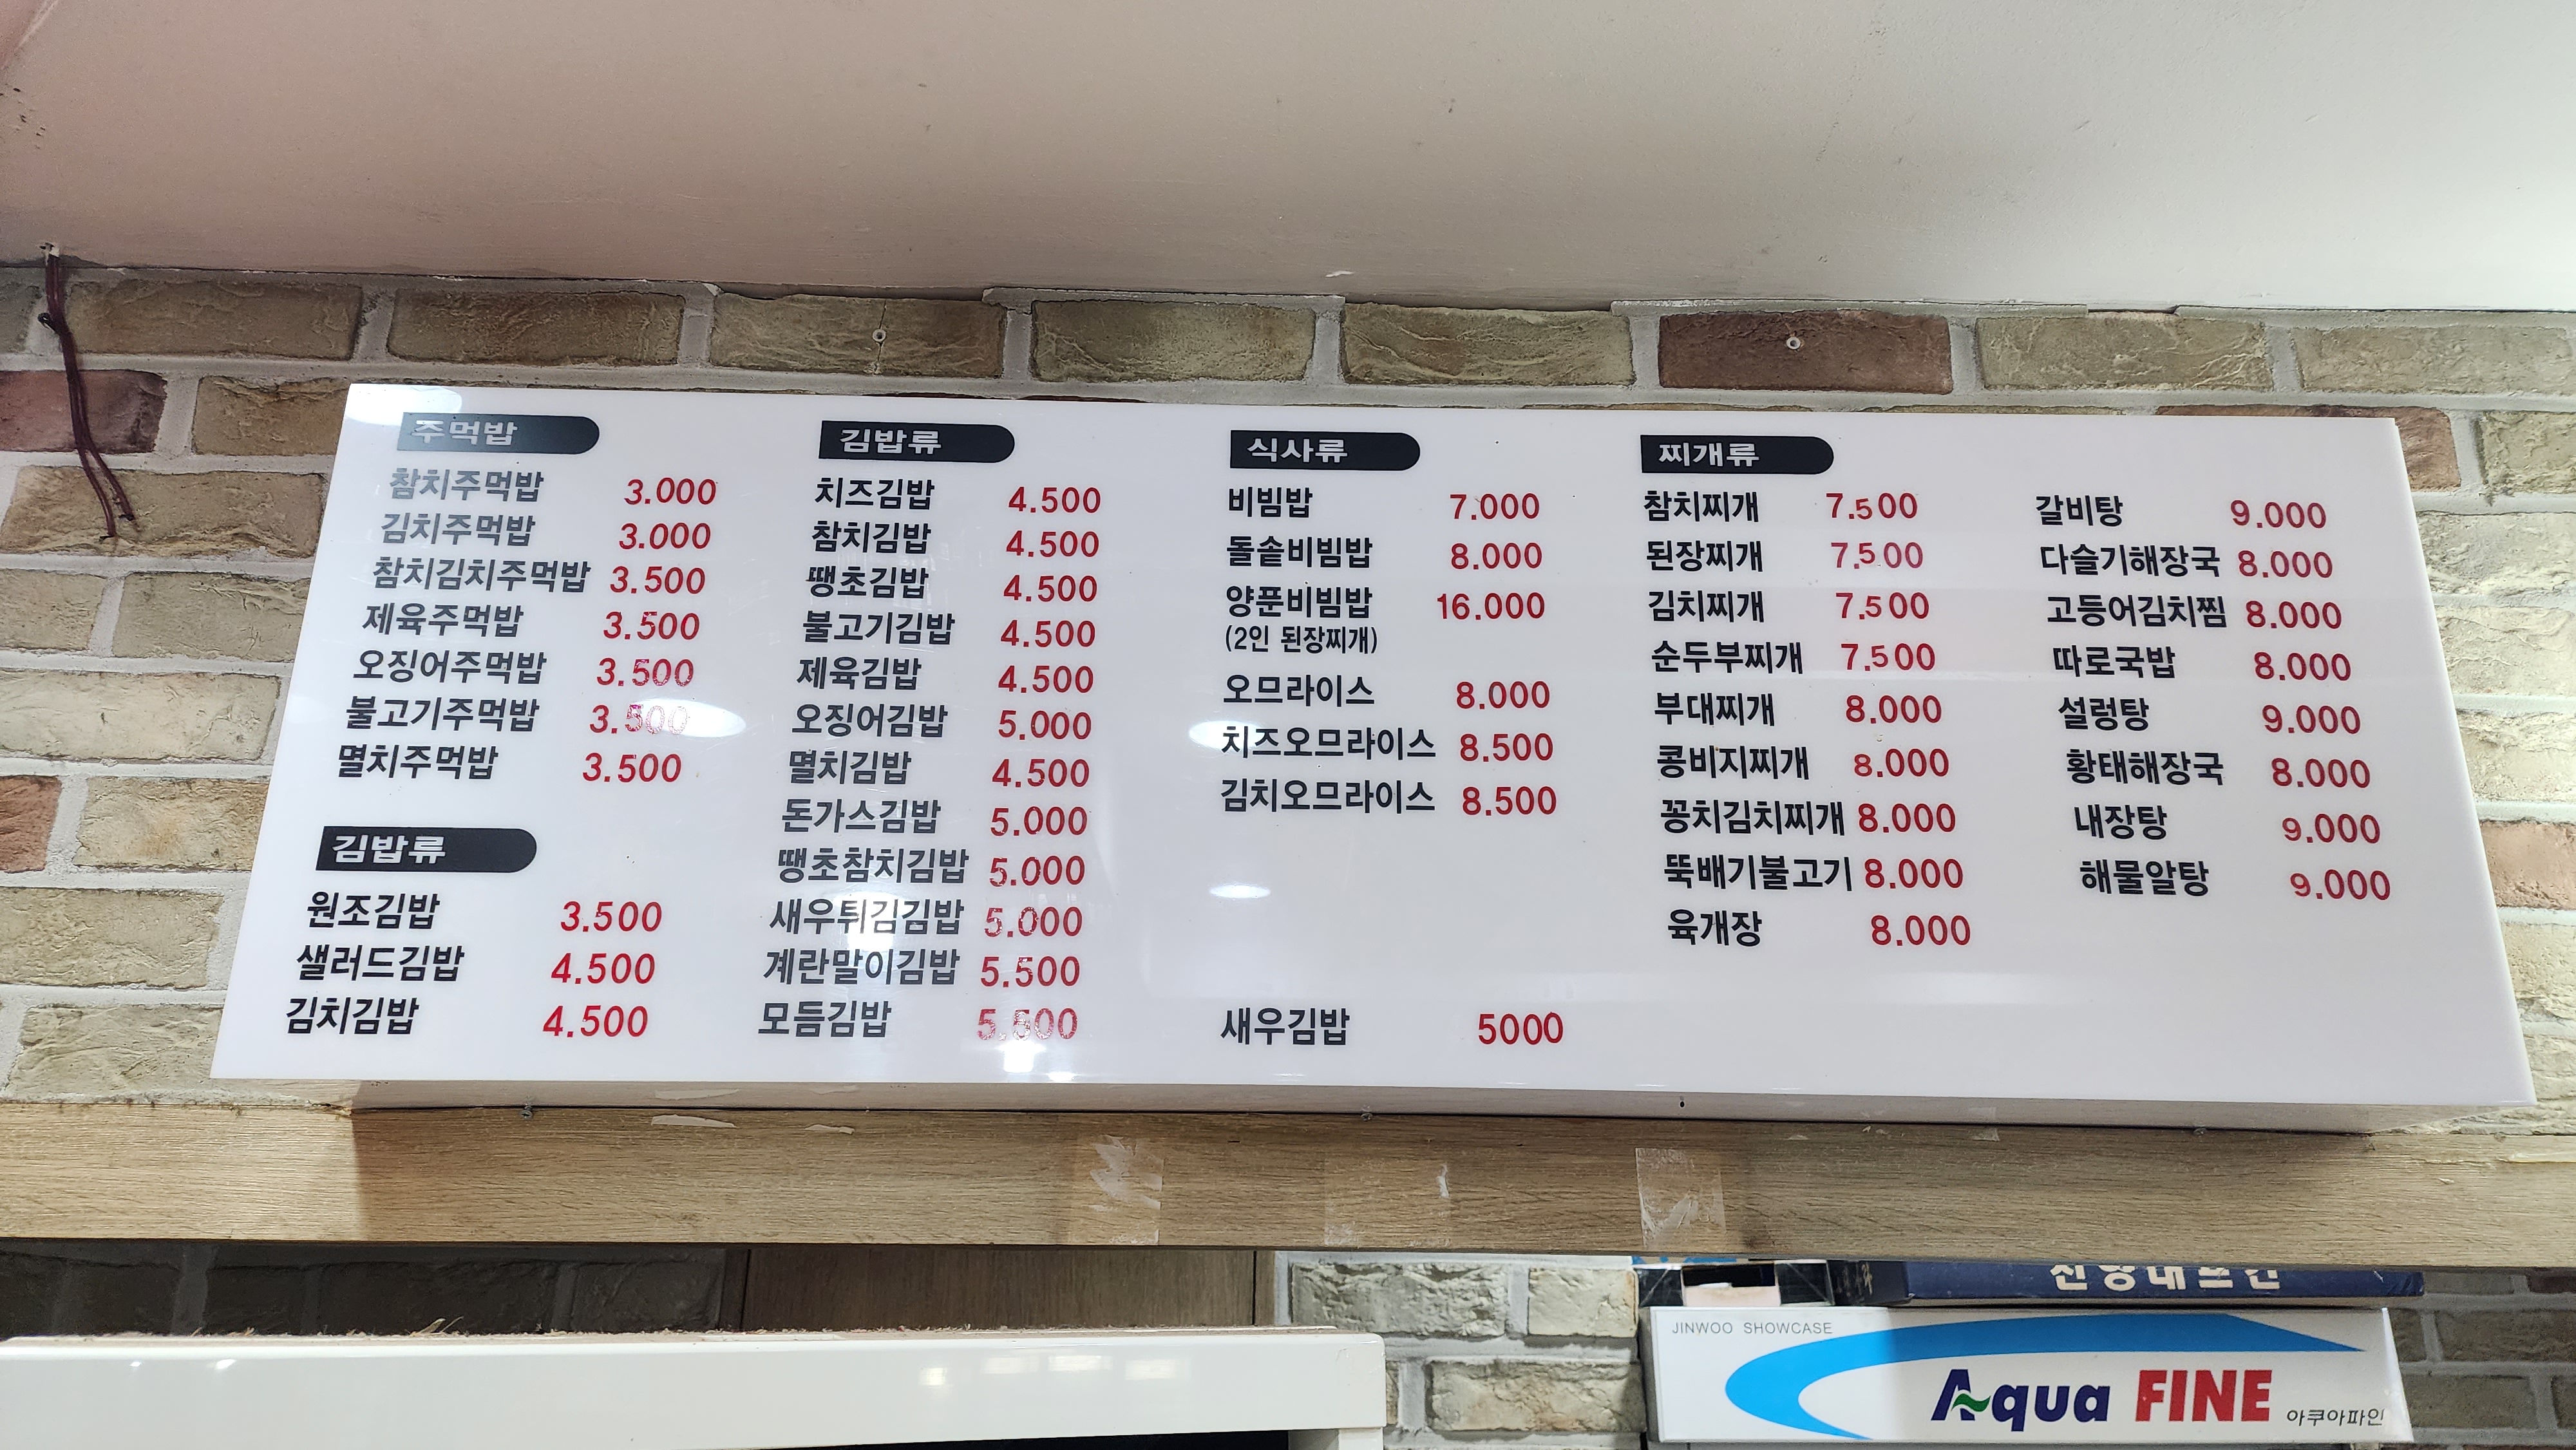 주먹밥
참치주먹밥 3.000
김치주먹밥 3.000
참치김치주먹밥 3.500
제육주먹밥 3.500
오징어주먹밥 3.500
불고기주먹밥 3.500
멸치주먹밥 3.500
김밥류
원조김밥 3.500
샐러드김밥 4.500
김치김밥 4.500
김밥류
치즈김밥 4.500
참치김밥 4.500
땡초김밥 4.500
불고기김밥 4.500
제육김밥 4.500
오징어김밥 5.000
멸치김밥 4.500
돈가스김밥 5.000
땡초참치김밥 5.000
새우튀김김밥 5.000
계란말이김밥 5.500
모듬김밥 5.500
식사류
비빔밥 7.000
돌솥비빔밥 8.000
양푼비빔밥 16.000
(2인 된장찌개)
오므라이스 8.000
치즈오므라이스 8.500
김치오므라이스 8.500
새우김밥 5000
찌개류
참치찌개 7.500
된장찌개 7.500
김치찌개 7.500
순두부찌개 7.500
부대찌개 8.000
콩비지찌개 8.000
꽁치김치찌개 8.000
뚝배기불고기 8.000
육개장 8.000
갈비탕 9.000
다슬기해장국 8.000
고등어김치찜 8.000
따로국밥 8.000
설렁탕 9.000
황태해장국 8.000
내장탕 9.000
해물알탕 9.000
JINWOO SHOWCASE
Aqua FINE 아쿠아파인